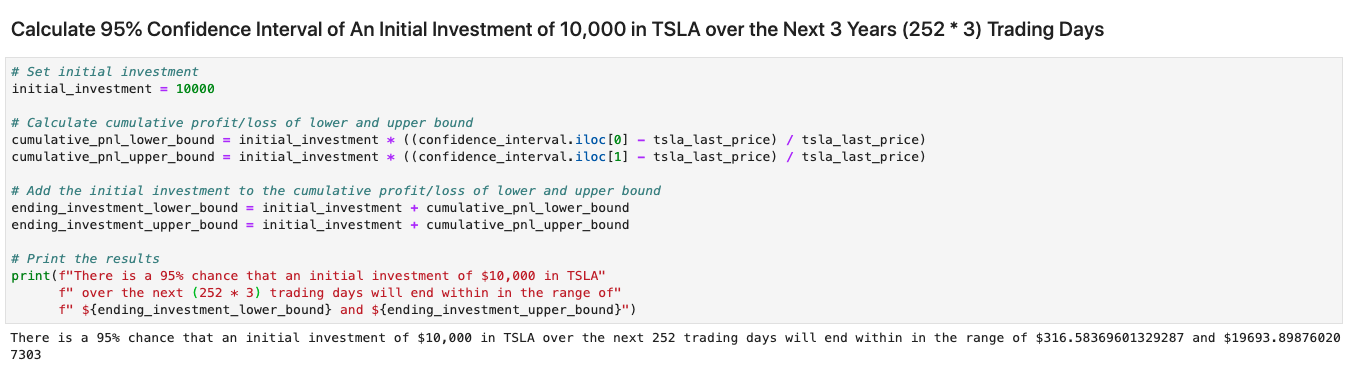 Calculate 95% Confidence Interval of An Initial Investment of 10,000 in TSLA over the Next 3 Years (252 * 3) Trading Days
# Set initial investment
initial_investment = 10000
# Calculate cumulative profit/loss of lower and upper bound
cumulative_pnl_lower_bound = initial_investment * ((confidence_interval.iloc[0] - tsla_last_price) / tsla_last_price)
cumulative_pnl_upper_bound = initial_investment * ((confidence_interval.iloc[1] - tsla_last_price) / tsla_last_price)
# Add the initial investment to the cumulative profit/loss of lower and upper bound
ending_investment_lower_bound = initial_investment + cumulative_pnl_lower_bound
ending_investment_upper_bound = initial_investment + cumulative_pnl_upper_bound
# Print the results
print(f"There is a 95% chance that an initial investment of $10,000 in TSLA"
f" over the next (252 * 3) trading days will end within in the range of"
f" ${ending_investment_lower_bound} and ${ending_investment_upper_bound}")
There is a 95% chance that an initial investment of $10,000 in TSLA over the next 252 trading days will end within in the range of $316.58369601329287 and $19693.89876020
7303